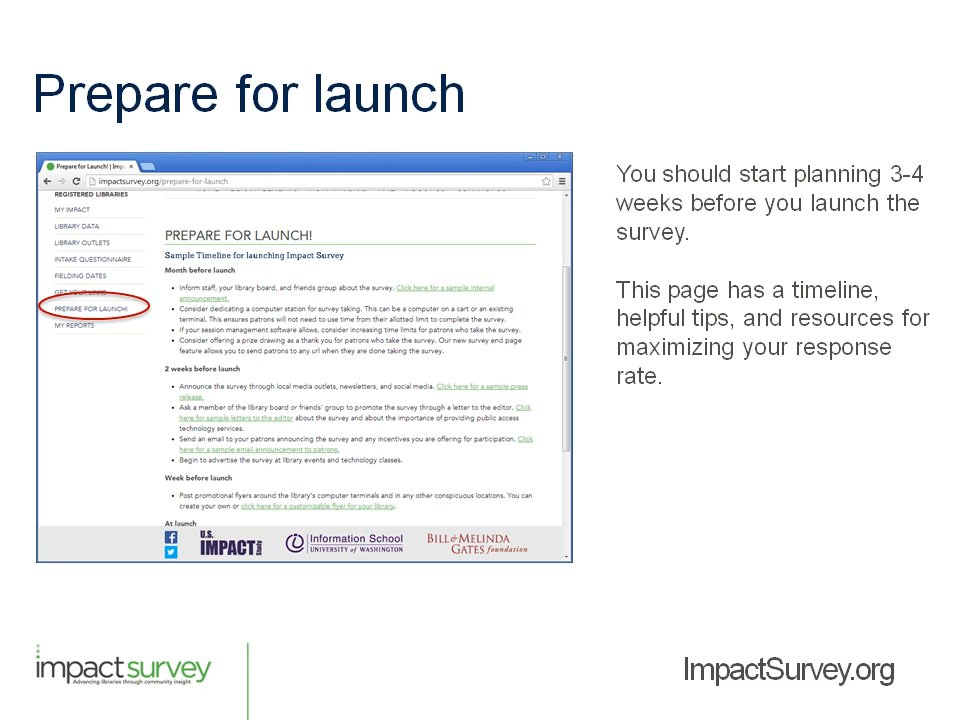 Prepare for launch
Prepare for Launch! | Imp
impactsurvey.org/prepare-for-launch
REGISTERED LIBRARIES
MY IMPACT
LIBRARY DATA
LIBRARY OUTLETS
INTAKE QUESTIONNAIRE
FIELDING DATES
GET YOUR LINKS
PREPARE FOR LAUNCH!
MY REPORTS
PREPARE FOR LAUNCH!
Sample Timeline for launching Impact Survey
Month before launch
• Inform staff, your library board, and friends group about the survey. Click here for a sample internal
announcement.
• Consider dedicating a computer station for survey taking. This can be a computer on a cart or an existing
terminal. This ensures patrons will not need to use time from their allotted limit to complete the survey.
• If your session management software allows, consider increasing time limits for patrons who take the survey.
• Consider offering a prize drawing as a thank you for patrons who take the survey. Our new survey end page
feature allows you to send patrons to any url when they are done taking the survey.
2 weeks before launch
• Announce the survey through local media outlets, newsletters, and social media. Click here for a sample press
release.
• Ask a member of the library board or friends' group to promote the survey through a letter to the editor. Click
here for sample letters to the editor about the survey and about the importance of providing public access
technology services.
• Send an email to your patrons announcing the survey and any incentives you are offering for participation. Click
here for a sample email announcement to patrons.
• Begin to advertise the survey at library events and technology classes.
Week before launch
• Post promotional flyers around the library's computer terminals and in any other conspicuous locations. You can
create your own or click here for a customizable flyer for your library.
At launch
U.S.
IMPACT Study
Information School
UNIVERSITY OF WASHINGTON
BILL & MELINDA
GATES foundation
You should start planning 3-4
weeks before you launch the
survey.
This page has a timeline,
helpful tips, and resources for
maximizing your response
rate.
impactsurvey
Advancing libraries through community insight
ImpactSurvey.org